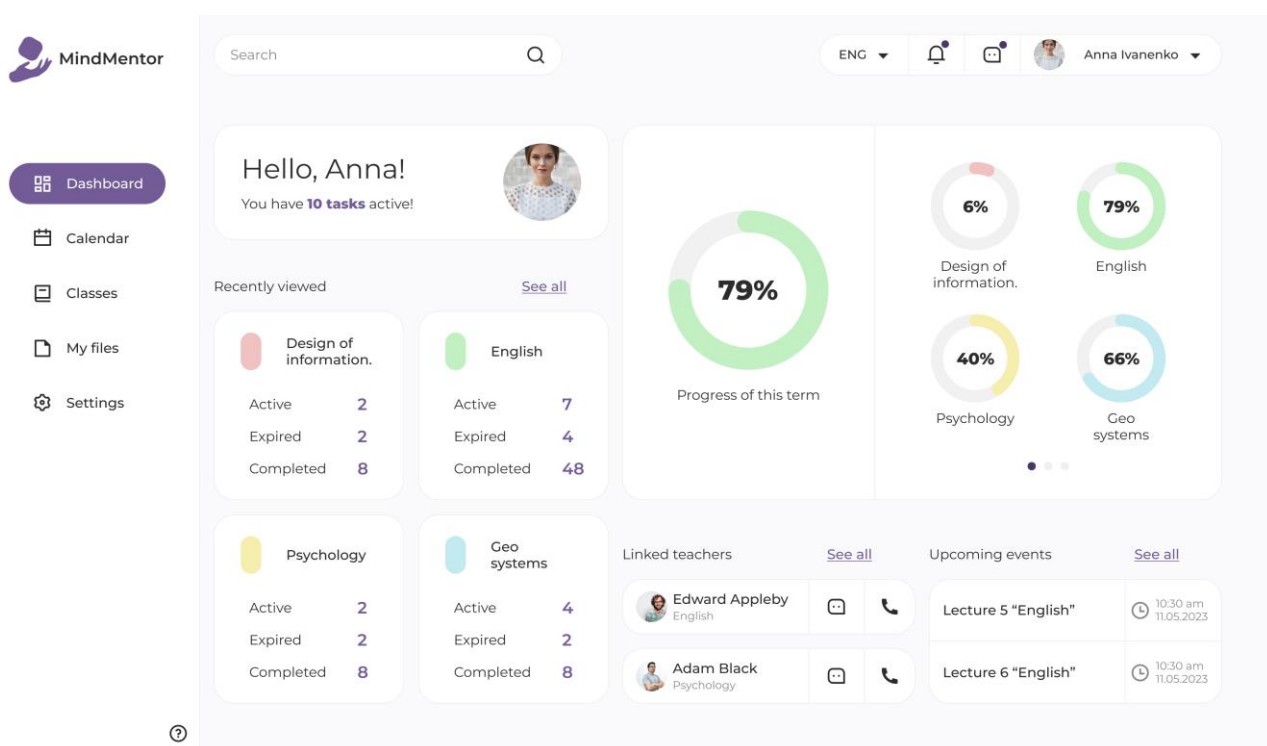 MindMentor
Search
ENG
Anna Ivanenko
Dashboard
Calendar
Classes
My files
Settings
Hello, Anna!
You have 10 tasks active!
Recently viewed
See all
Design of
information.
Active 2
Expired 2
Completed 8
English
Active 7
Expired 4
Completed 48
Psychology
Active 2
Expired 2
Completed 8
Geo
systems
Active 4
Expired 2
Completed 8
79%
Progress of this term
6%
Design of
information.
79%
English
40%
Psychology
66%
Geo
systems
Linked teachers
See all
Edward Appleby
English
Adam Black
Psychology
Upcoming events
See all
Lecture 5 “English”
10:30 am
11.05.2023
Lecture 6 “English”
10:30 am
11.05.2023